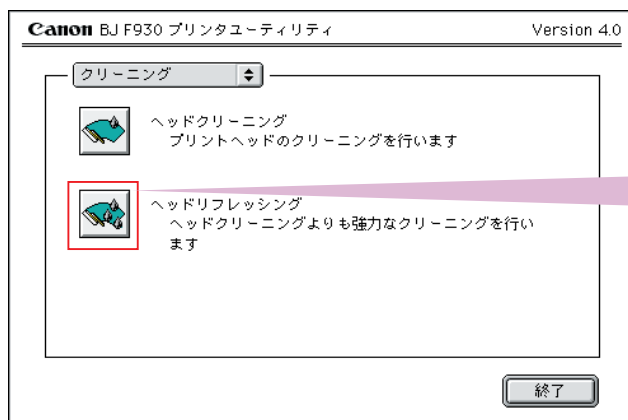 Canon BJ F930 プリンタユーティリティ Version 4.0
クリーニング
ヘッドクリーニング
プリントヘッドのクリーニングを行います
ヘッドリフレッシング
ヘッドクリーニングよりも強力なクリーニングを行い
ます
終了